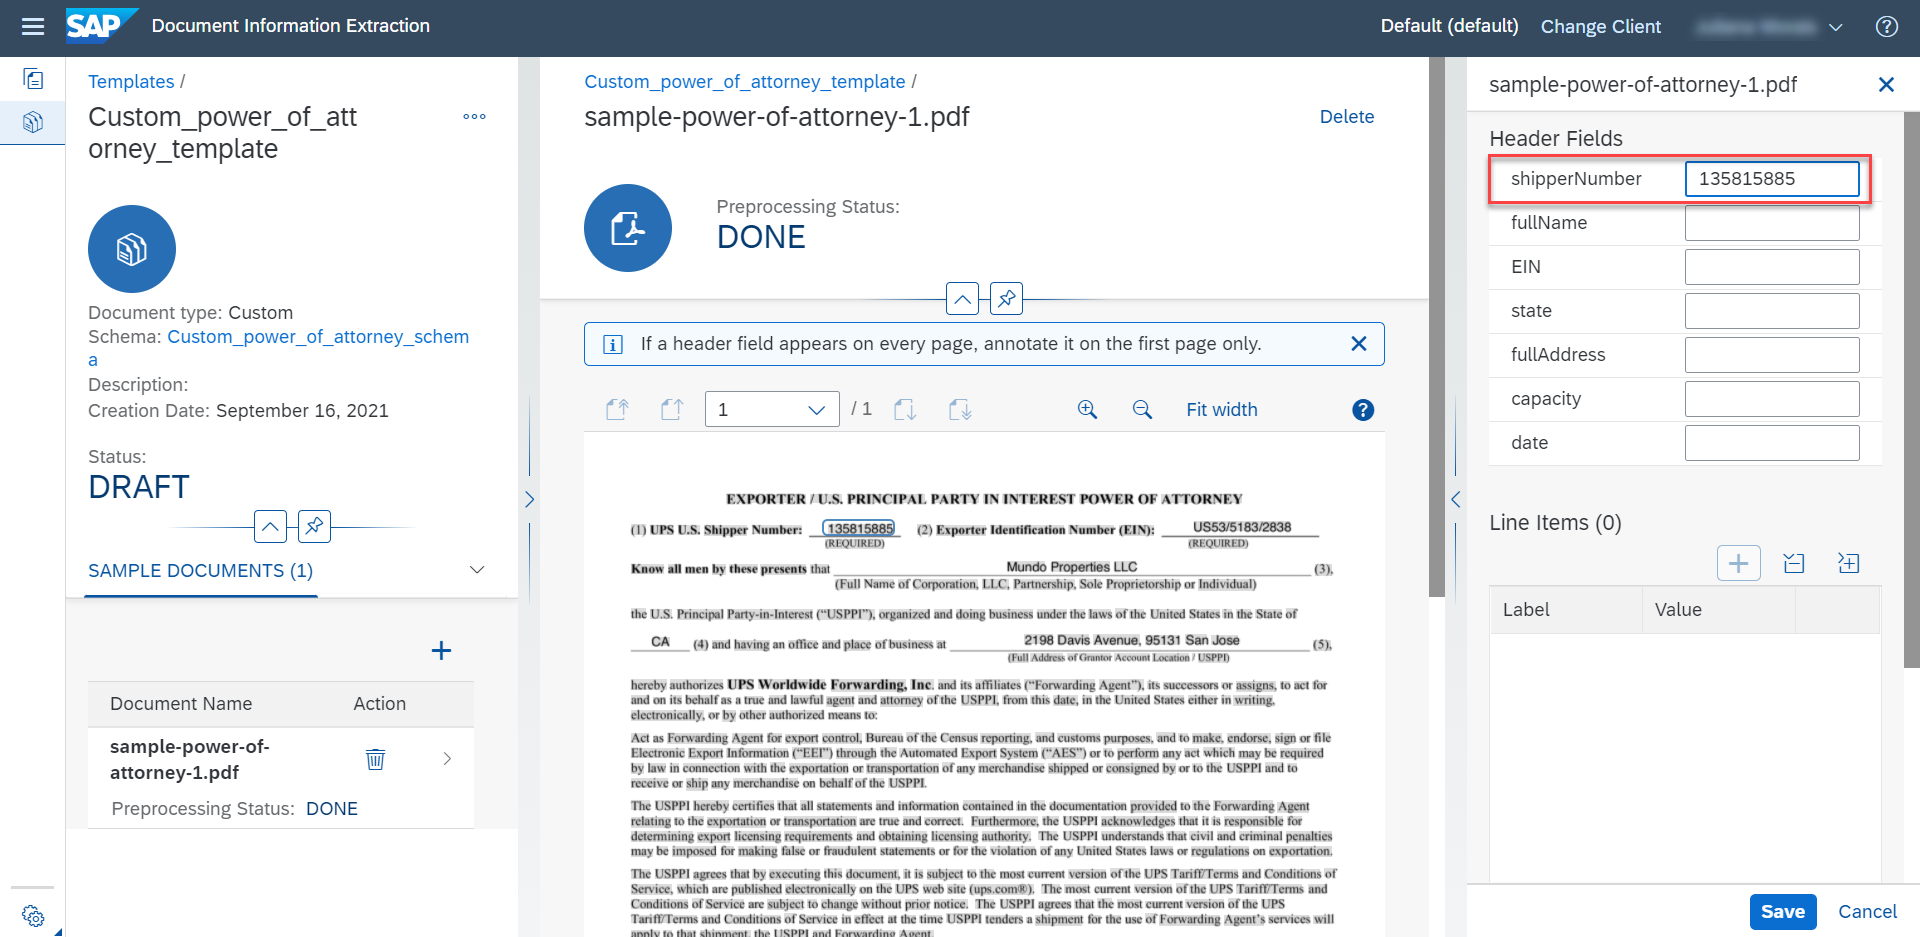 SAP Document Information Extraction
Default (default) Change Client
Templates /
Custom_power_of_att
orney_template
Document type: Custom
Schema: Custom_power_of_attorney_schem
a
Description:
Creation Date: September 16, 2021
Status:
DRAFT
SAMPLE DOCUMENTS (1)
Document Name Action
sample-power-of-
attorney-1.pdf
Preprocessing Status: DONE
Custom_power_of_attorney_template /
sample-power-of-attorney-1.pdf
Delete
Preprocessing Status:
DONE
If a header field appears on every page, annotate it on the first page only.
1 / 1 Fit width
EXPORTER / U.S. PRINCIPAL PARTY IN INTEREST POWER OF ATTORNEY
(1) UPS U.S. Shipper Number: 135815885 (2) Exporter Identification Number (EIN): US53/5183/2838
(REQUIRED) (REQUIRED)
Know all men by these presents that Mundo Properties LLC (3),
(Full Name of Corporation, LLC, Partnership, Sole Proprietorship or Individual)
the U.S. Principal Party-in-Interest ("USPPI"), organized and doing business under the laws of the United States in the State of
CA (4) and having an office and place of business at 2198 Davis Avenue, 95131 San Jose (5),
(Full Address of Grantor Account Location / USPPI)
hereby authorizes UPS Worldwide Forwarding, Inc. and its affiliates ("Forwarding Agent"), its successors or assigns, to act for
and on its behalf as a true and lawful agent and attorney of the USPPI, from this date, in the United States either in writing,
electronically, or by other authorized means to:
Act as Forwarding Agent for export control, Bureau of the Census reporting, and customs purposes, and to make, endorse, sign or file
Electronic Export Information ("EEI") through the Automated Export System ("AES") or to perform any act which may be required
by law in connection with the exportation or transportation of any merchandise shipped or consigned by or to the USPPI and to
receive or ship any merchandise on behalf of the USPPI.
The USPPI hereby certifies that all statements and information contained in the documentation provided to the Forwarding Agent
relating to the exportation or transportation are true and correct. Furthermore, the USPPI acknowledges that it is responsible for
determining export licensing requirements and obtaining licensing authority. The USPPI understands that civil and criminal penalties
may be imposed for making false or fraudulent statements or for the violation of any United States laws or regulations on exportation.
The USPPI agrees that by executing this document, it is subject to the most current version of the UPS Tariff/Terms and Conditions of
Service, which are published electronically on the UPS web site (ups.com®). The most current version of the UPS Tariff/Terms and
Conditions of Service are subject to change without prior notice. The USPPI agrees that the most current version of the UPS
Tariff/Terms and Conditions of Service in effect at the time USPPI tenders a shipment for the use of Forwarding Agent's services will
apply to that shipment, the USPPI and Forwarding Agent.
sample-power-of-attorney-1.pdf
Header Fields
shipperNumber 135815885
fullName
EIN
state
fullAddress
capacity
date
Line Items (0)
Label Value
Save Cancel